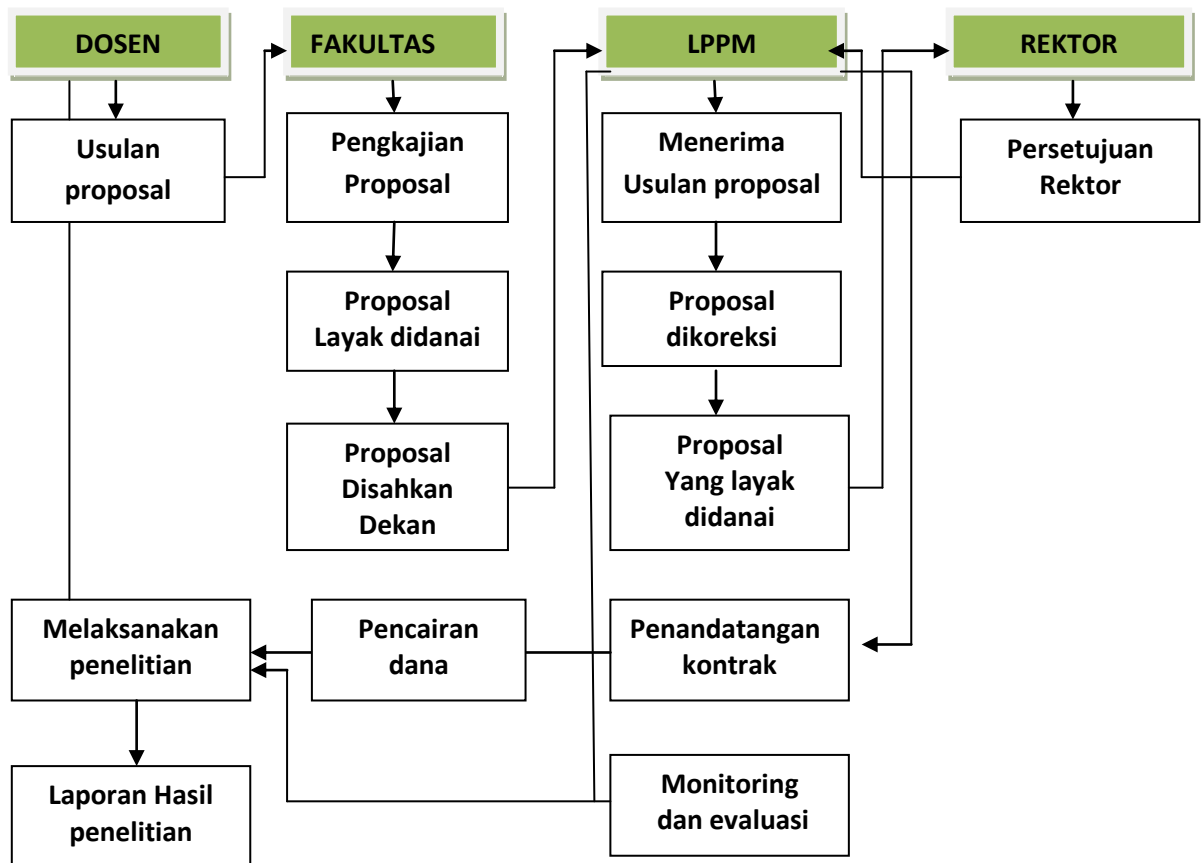 DOSEN
FAKULTAS
LPPM
REKTOR
Usulan
proposal
Pengkajian
Proposal
Menerima
Usulan proposal
Persetujuan
Rektor
Proposal
Layak didanai
Proposal
dikoreksi
Proposal
Disahkan
Dekan
Proposal
Yang layak
didanai
Melaksanakan
penelitian
Pencairan
dana
Penandatangan
kontrak
Laporan Hasil
penelitian
Monitoring
dan evaluasi